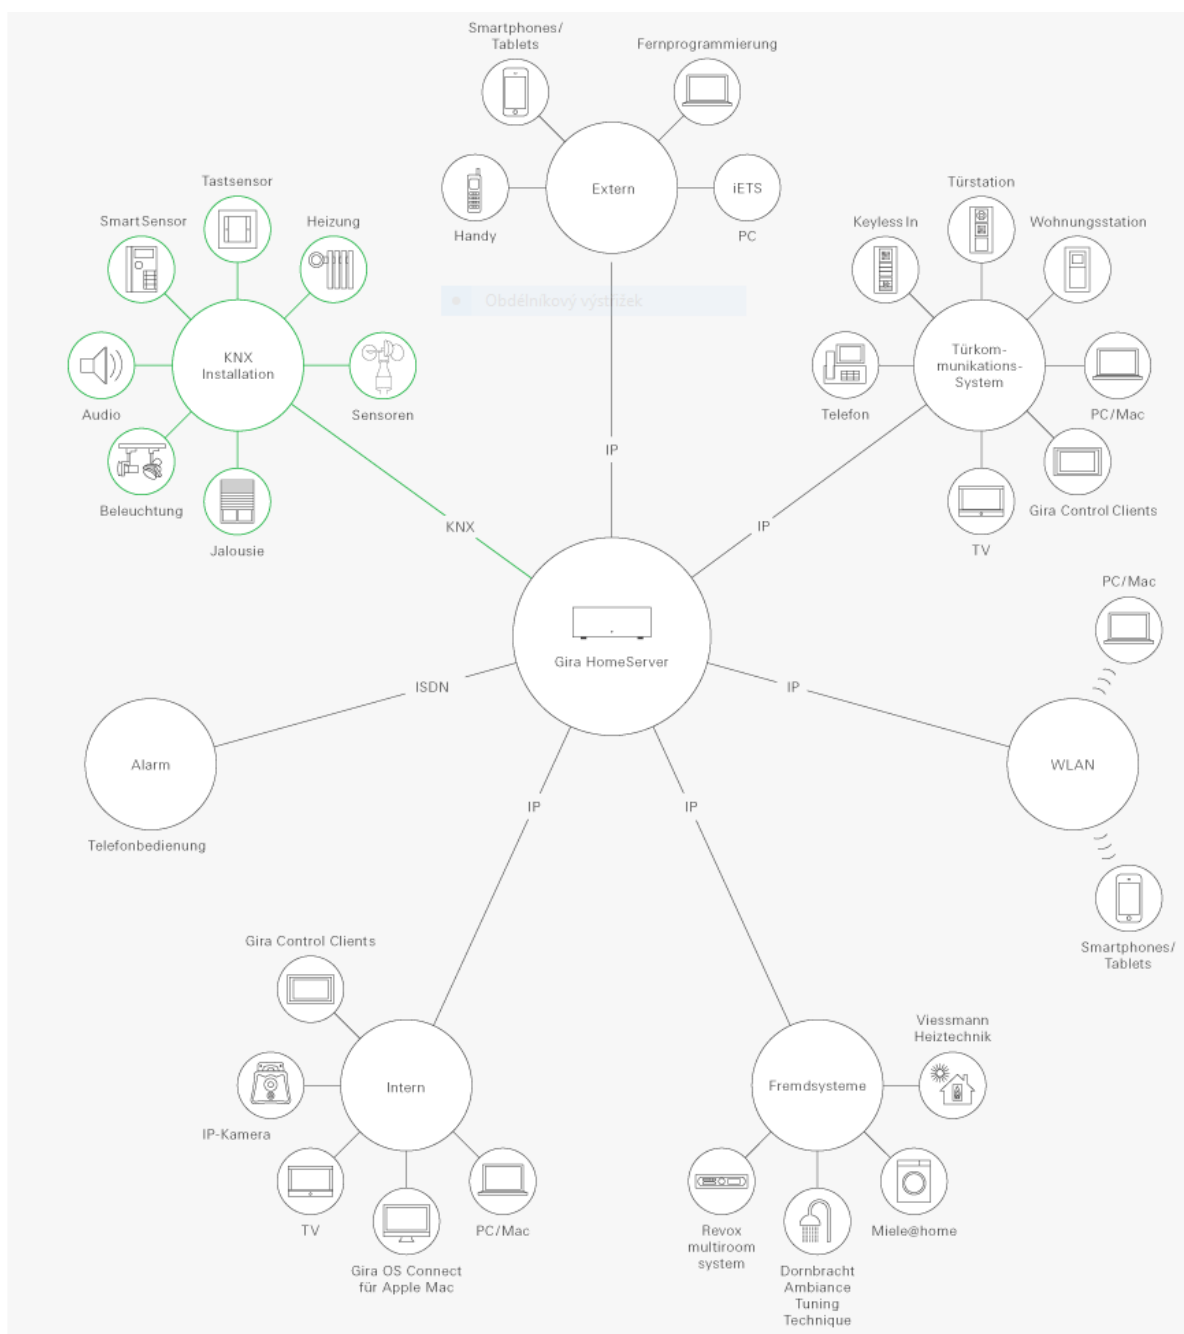 Smartphones/
Tablets
Fernprogrammierung
Extern
iETS
Handy
PC
Tastsensor
SmartSensor
Heizung
KNX
Installation
Audio
Sensoren
Beleuchtung
Jalousie
Obdélníkový výstřižek
Türstation
Keyless In
Wohnungsstation
Türkom-
munikations-
System
Telefon
PC/Mac
Gira Control Clients
TV
IP
KNX
IP
Gira HomeServer
PC/Mac
ISDN
IP
Alarm
WLAN
Telefonbedienung
IP
IP
Smartphones/
Tablets
Gira Control Clients
Intern
IP-Kamera
TV
Gira OS Connect
für Apple Mac
PC/Mac
Viessmann
Heiztechnik
Fremdsysteme
Revox
multiroom
system
Dornbracht
Ambiance
Tuning
Technique
Miele@home